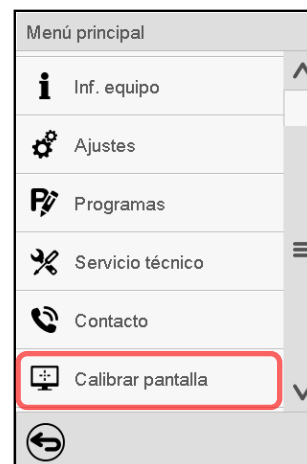 Menú principal
Inf. equipo
Ajustes
Programas
Servicio técnico
Contacto
Calibrar pantalla